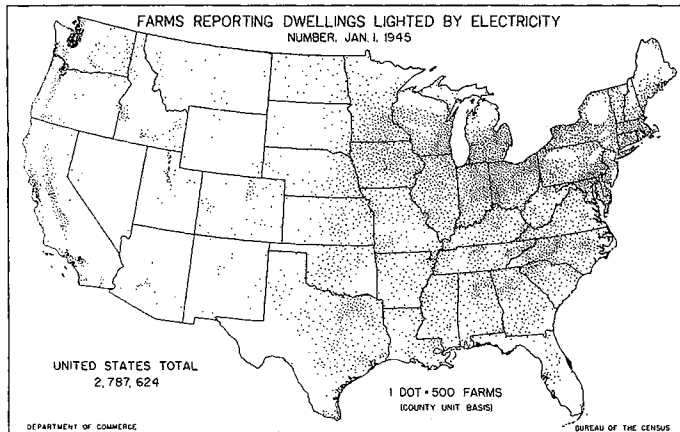 FARMS REPORTING DWELLINGS LIGHTED BY ELECTRICITY
NUMBER, JAN. 1, 1945
UNITED STATES TOTAL
2,787,624
1 DOT = 500 FARMS
(COUNTY UNIT BASIS)
DEPARTMENT OF COMMERCE
BUREAU OF THE CENSUS